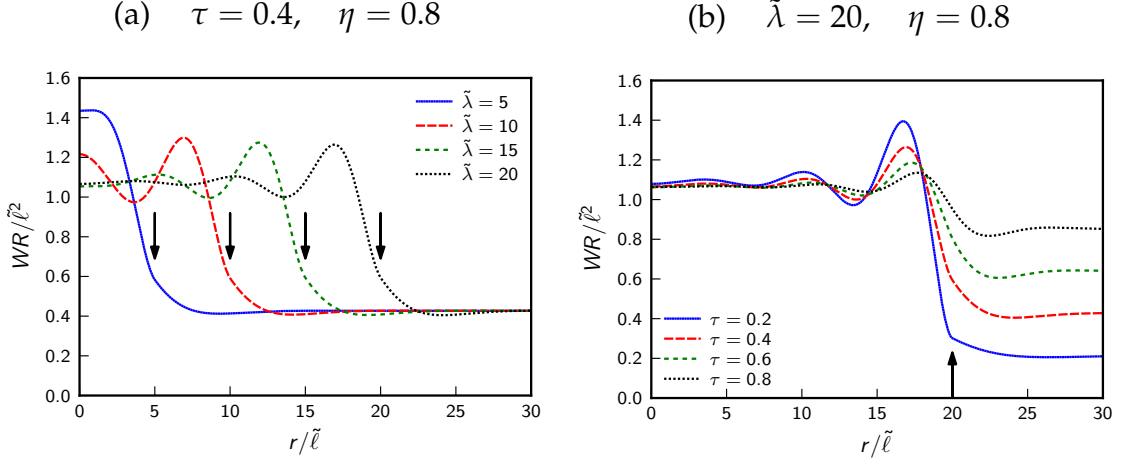 (a) τ = 0.4, η = 0.8
1.6
1.4
1.2
1.0
0.8
0.6
0.4
0.2
0.0
WR/ℓ̃²
λ̃ = 5
λ̃ = 10
λ̃ = 15
λ̃ = 20
0 5 10 15 20 25 30
r/ℓ̃
(b) λ̃ = 20, η = 0.8
1.6
1.4
1.2
1.0
0.8
0.6
0.4
0.2
0.0
WR/ℓ̃²
τ = 0.2
τ = 0.4
τ = 0.6
τ = 0.8
0 5 10 15 20 25 30
r/ℓ̃